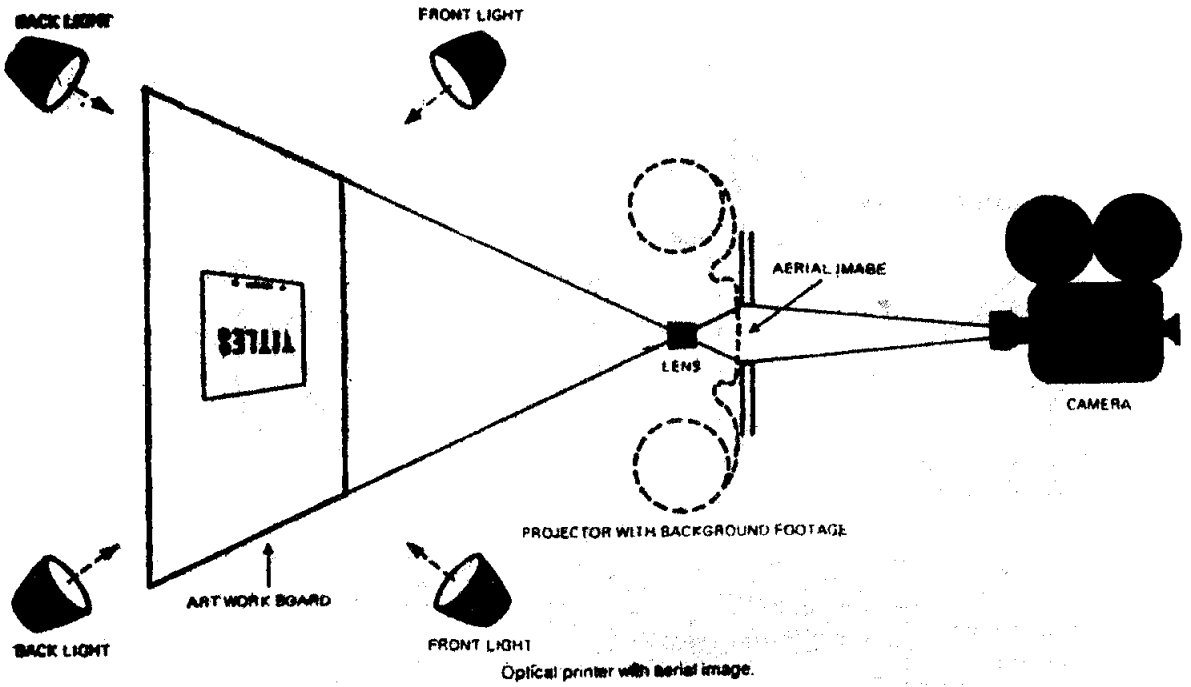 BACK LIGHT
FRONT LIGHT
AERIAL IMAGE
TITLES
LENS
CAMERA
PROJECTOR WITH BACKGROUND FOOTAGE
ART WORK BOARD
BACK LIGHT
FRONT LIGHT
Optical printer with aerial image.